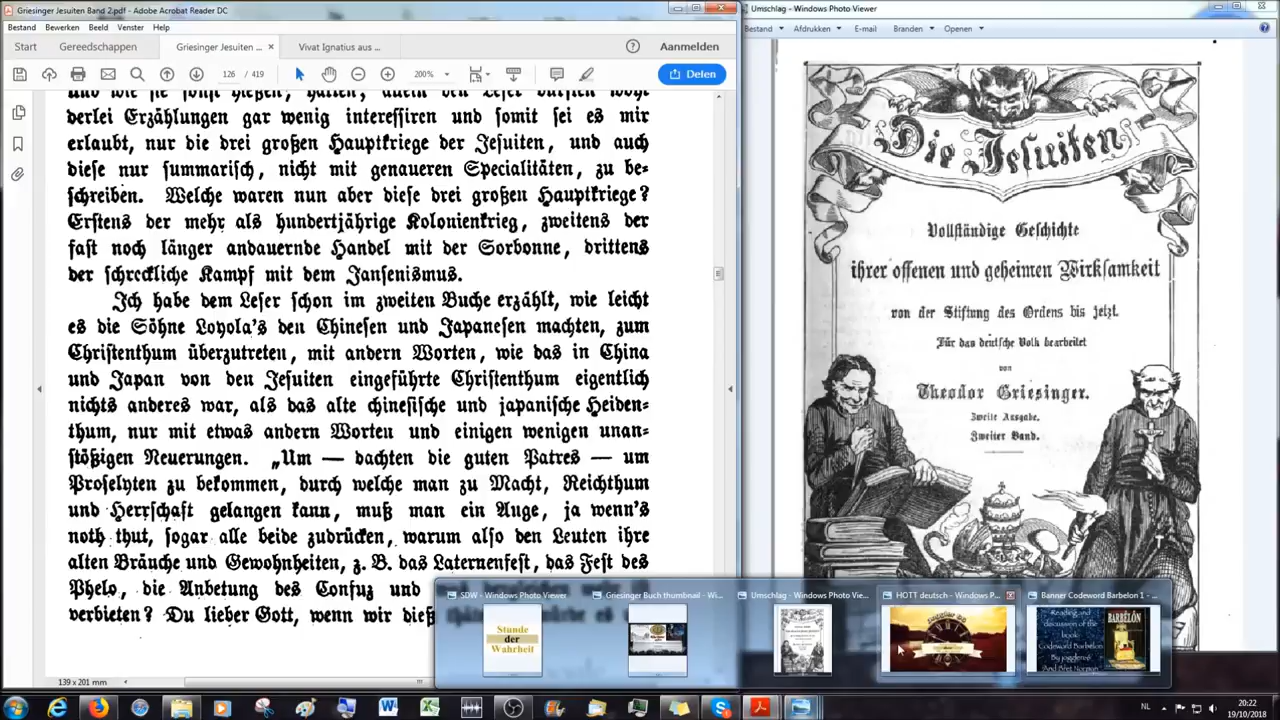 Griesinger Jesuiten Band 2.pdf - Adobe Acrobat Reader DC
Bestand Bewerken Beeld Venster Help
Start Gereedschappen Griesinger Jesuiten ... × Vivat Ignatius aus ... Aanmelden
126 / 419 200% Delen
und wie sie sonst hießen, hätten, allein den Leser dürften
derlei Erzählungen gar wenig interessiren und somit sei es mir
erlaubt, nur die drei großen Hauptkriege der Jesuiten, und auch
diese nur summarisch, nicht mit genaueren Specialitäten, zu be-
schreiben. Welche waren nun aber diese drei großen Hauptkriege?
Erstens der mehr als hundertjährige Kolonienkrieg, zweitens der
fast noch länger andauernde Handel mit der Sorbonne, drittens
der schreckliche Kampf mit dem Jansenismus.
Ich habe dem Leser schon im zweiten Buche erzählt, wie leicht
es die Söhne Loyola's den Chinesen und Japanesen machten, zum
Christenthum überzutreten, mit andern Worten, wie das in China
und Japan von den Jesuiten eingeführte Christenthum eigentlich
nichts anderes war, als das alte chinesische und japanische Heiden-
thum, nur mit etwas andern Worten und einigen wenigen unan-
stößigen Neuerungen. „Um — dachten die guten Patres — um
Proselyten zu bekommen, durch welche man zu Macht, Reichthum
und Herrschaft gelangen kann, muß man ein Auge, ja wenn's
noth thut, sogar alle beide zudrücken, warum also den Leuten ihre
alten Bräuche und Gewohnheiten, z. B. das Laternenfest, das Fest des
Phelo, die Anbetung des Confuz und
verbieten? Du lieber Gott, wenn wir dieß
139 x 201 mm
Umschlag - Windows Photo Viewer
Bestand Afdrukken E-mail Branden Openen
Die Jesuiten
Vollständige Geschichte
ihrer offenen und geheimen Wirksamkeit
von der Stiftung des Ordens bis jetzt.
Für das deutsche Volk bearbeitet
von
Theodor Griesinger.
Zweite Ausgabe.
Zweiter Band.
SDW - Windows Photo Viewer
Stunde
der
Wahrheit
Griesinger Buch thumbnail - Wi...
Umschlag - Windows Photo Vie...
HOTT deutsch - Windows P...
Banner Codeword Barbelon 1 - ...
Reading and
discussion of the
book:
Codeword Barbelon
By joggler66
And Bret Norman
BARBELON
NL
20:22
19/10/2018